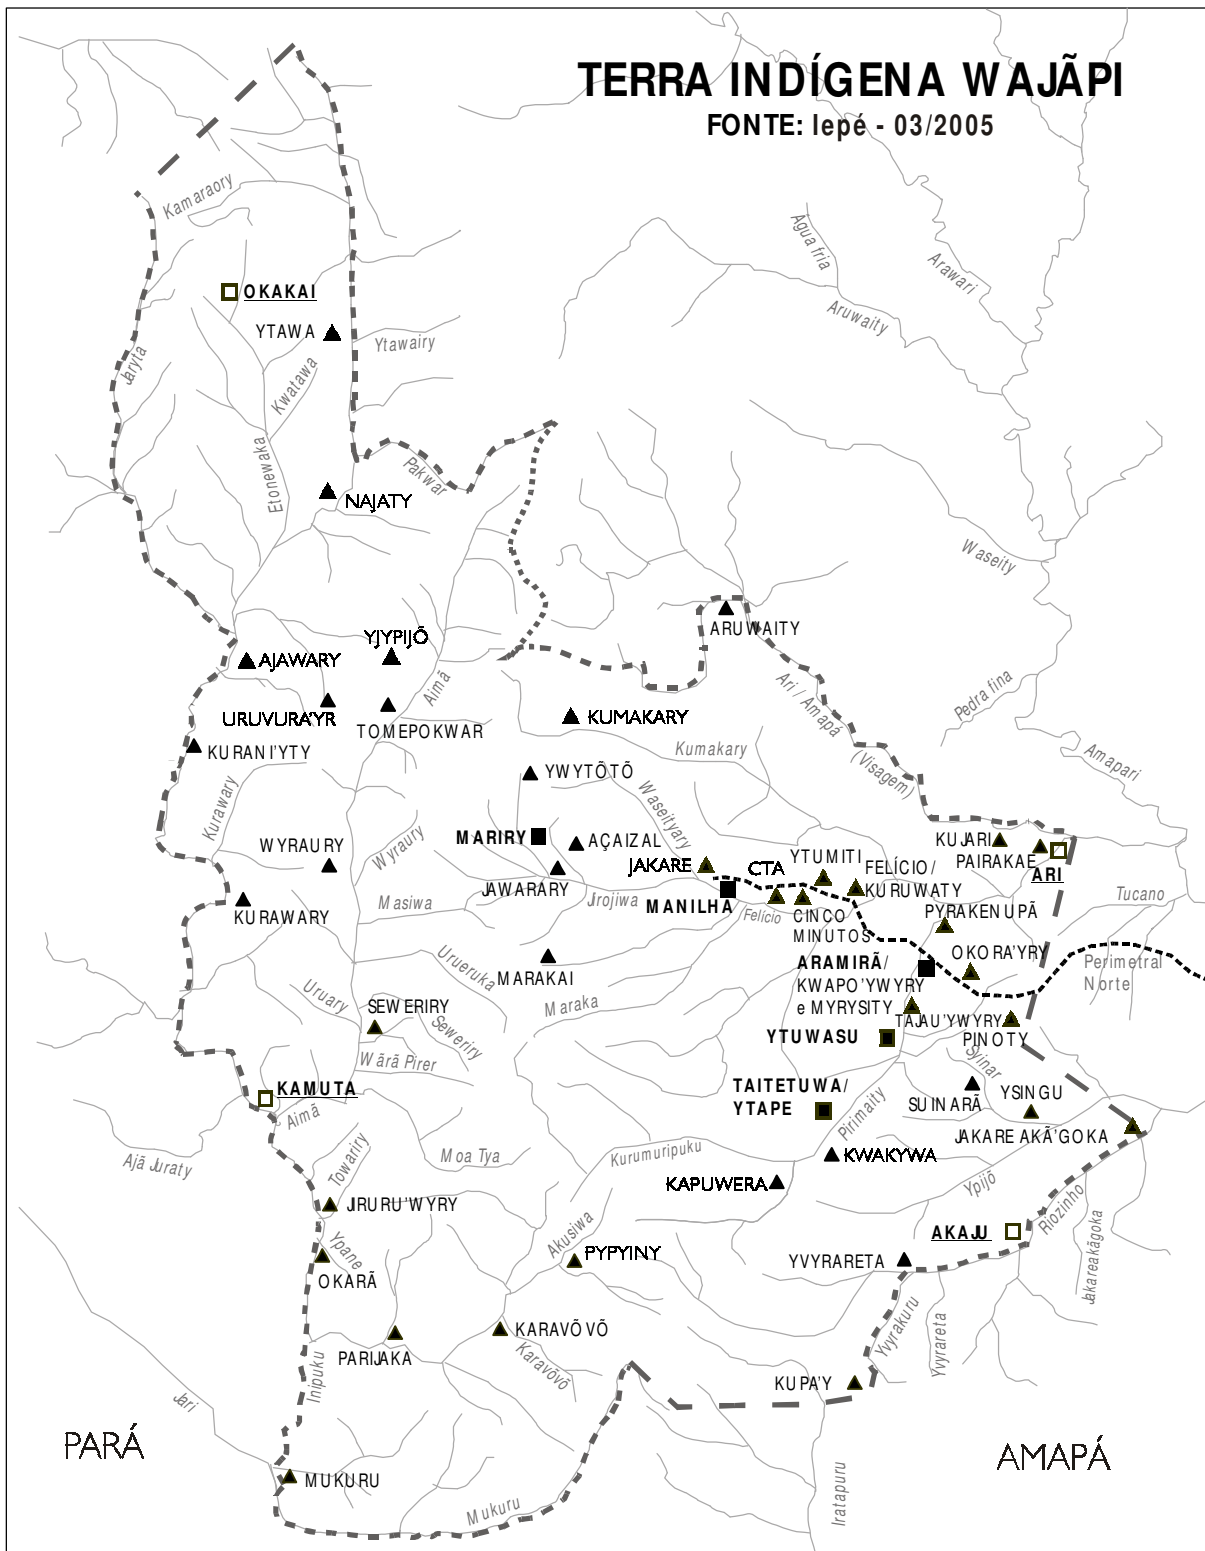 TERRA INDÍGENA WAJÃPI
FONTE: Iepé - 03/2005
Kamaraory
Água fria
Arawari
OKAKAI
Aruwaity
YTAWA
Ytawairy
Jaryta
Kwatawa
Etonewaka
Pakwar
NAJATY
Waseity
ARUWAITY
YJYPIJÕ
AJAWARY
Aimã
Ari / Amapá
Pedra fina
URUVURA'YR
TOMEPOKWAR
KUMAKARY
KURANI'YTY
Kumakary
Amapari
(Visagem)
YWYTÕTÕ
Waseityary
Kurawary
WYRAURY
Wyraury
MARIRY
AÇAIZAL
KUJARI
PAIRAKAE
ARI
JAKARE
CTA
YTUMITI
FELÍCIO/
KURUWATY
JAWARARY
Jrojiwa
Tucano
KURAWARY
Masiwa
MANILHA
Felício
CINCO
MINUTOS
PYRAKENUPÃ
Urueruka
MARAKAI
OKORA'YRY
Perimetral
Norte
ARAMIRÃ/
KWAPO'YWYRY
e MYRYSITY
Uruary
Maraka
SEWERIRY
Seweriry
TAJAU'YWYRY
PINOTY
YTUWASU
Wãrã Pirer
Syinar
KAMUTA
Aimã
TAITETUWA/
YTAPE
SUINARÃ
YSINGU
Pirimaity
JAKAREAKÃ'GOKA
Ajã Juraty
Towariry
Moa Tya
Kurumuripuku
KWAKYWA
KAPUWERA
Ypijõ
JIRURU'WYRY
Riozinho
Ypane
Akusiwa
AKAJU
Jakareakãgoka
OKARÃ
PYPYINY
YVYRARETA
KARAVÕVÕ
Yvyrakuru
Yvyrareta
PARIJAKA
Karavõvõ
Inipuku
KUPA'Y
Jari
PARÁ
AMAPÁ
MUKURU
Mukuru
Iratapuru